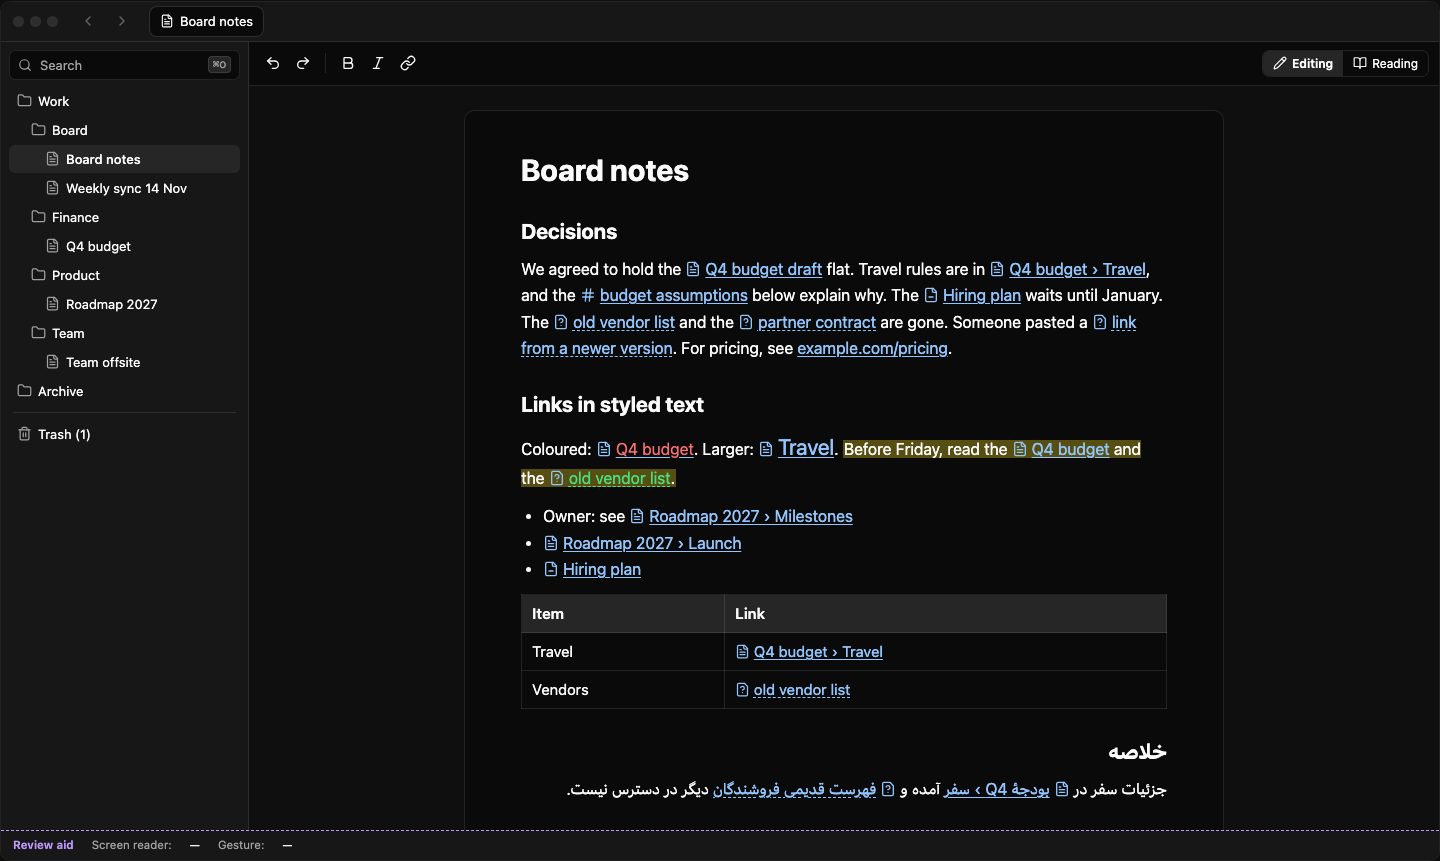 Board notes
Search ⌘O
Editing Reading
Work
Board
Board notes
Weekly sync 14 Nov
Finance
Q4 budget
Product
Roadmap 2027
Team
Team offsite
Archive
Trash (1)
Board notes
Decisions
We agreed to hold the Q4 budget draft flat. Travel rules are in Q4 budget › Travel,
and the # budget assumptions below explain why. The Hiring plan waits until January.
The old vendor list and the partner contract are gone. Someone pasted a link
from a newer version. For pricing, see example.com/pricing.
Links in styled text
Coloured: Q4 budget. Larger: Travel. Before Friday, read the Q4 budget and
the old vendor list.
• Owner: see Roadmap 2027 › Milestones
• Roadmap 2027 › Launch
• Hiring plan
Item Link
Travel Q4 budget › Travel
Vendors old vendor list
خلاصه
جزئیات سفر در بودجهٔ Q4 › سفر آمده و فهرست قدیمی فروشندگان دیگر در دسترس نیست.
Review aid Screen reader: — Gesture: —